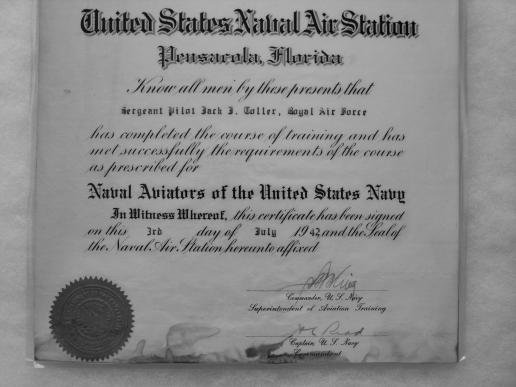 United States Naval Air Station
Pensacola, Florida
Know all men by these presents that
Sergeant Pilot Jack J. Toller, Royal Air Force
has completed the course of training and has
met successfully the requirements of the course
as prescribed for
Naval Aviators of the United States Navy
In Witness Whereof, this certificate has been signed
on this 3rd day of July 1942 and the Seal of
the Naval Air Station hereunto affixed
Commander, U. S. Navy
Superintendent of Aviation Training
Captain, U. S. Navy
Commandant